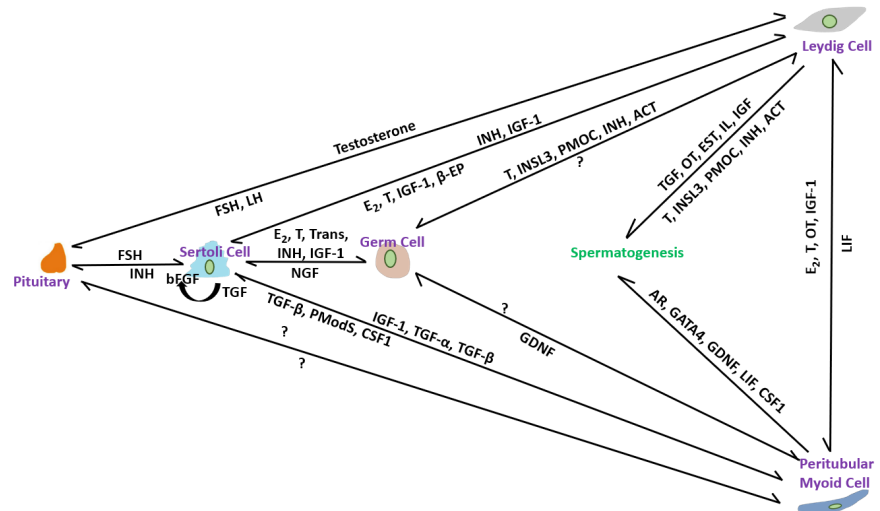 Leydig Cell
Testosterone
INH, IGF-1
TGF, OT, EST, IL, IGF
T, INSL3, PMOC, INH, ACT
T, INSL3, PMOC, INH, ACT
?
FSH, LH
E2, T, IGF-1, β-EP
E2, T, OT, IGF-1
LIF
E2, T, Trans,
INH, IGF-1
NGF
Germ Cell
Sertoli Cell
Spermatogenesis
FSH
INH
Pituitary
bFGF
TGF
TGF-β, PModS, CSF1
IGF-1, TGF-α, TGF-β
?
GDNF
AR, GATA4, GDNF, LIF, CSF1
?
?
Peritubular
Myoid Cell